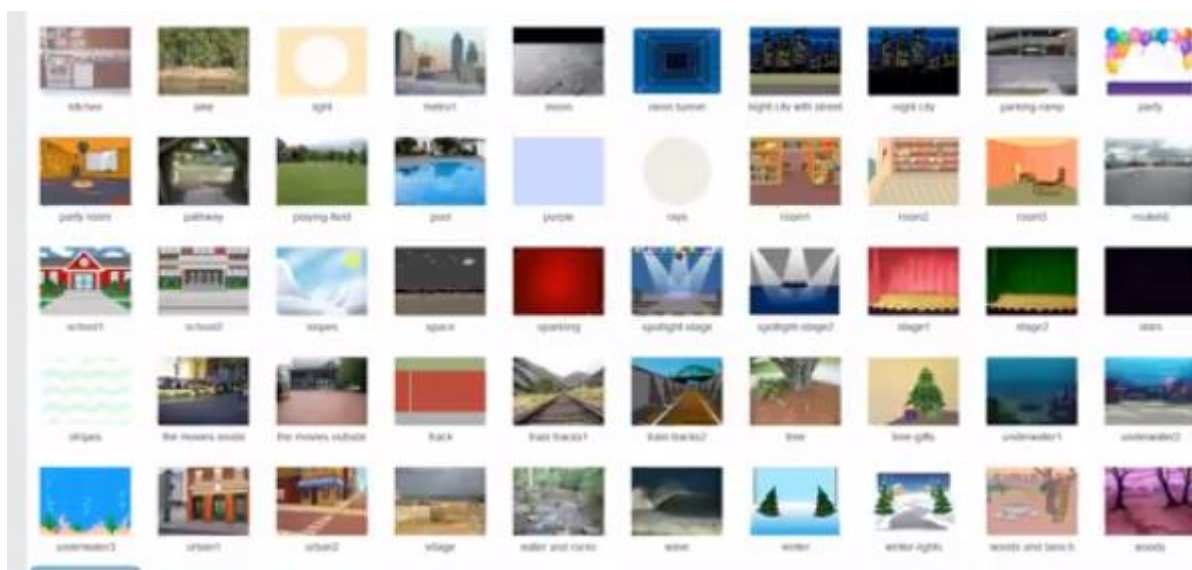 kitchen lake light metro1 moon neon tunnel night city with street night city parking-ramp party
party room pathway playing-field pool purple rays room1 room2 room3 route66
school1 school2 slopes space sparkling spotlight-stage spotlight-stage2 stage1 stage2 stars
stripes the movies inside the movies outside track train tracks1 train tracks2 tree tree-gifts underwater1 underwater2
underwater3 urban1 urban2 village water and rocks wave winter winter-lights woods and bench woods